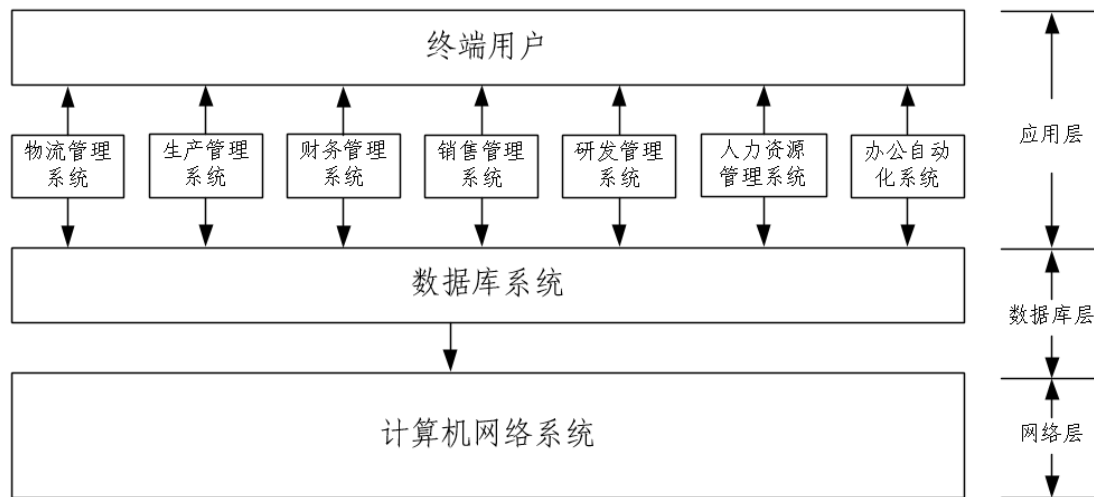 终端用户
物流管理
系统
生产管理
系统
财务管理
系统
销售管理
系统
研发管理
系统
人力资源
管理系统
办公自动
化系统
应用层
数据库系统
数据库层
计算机网络系统
网络层